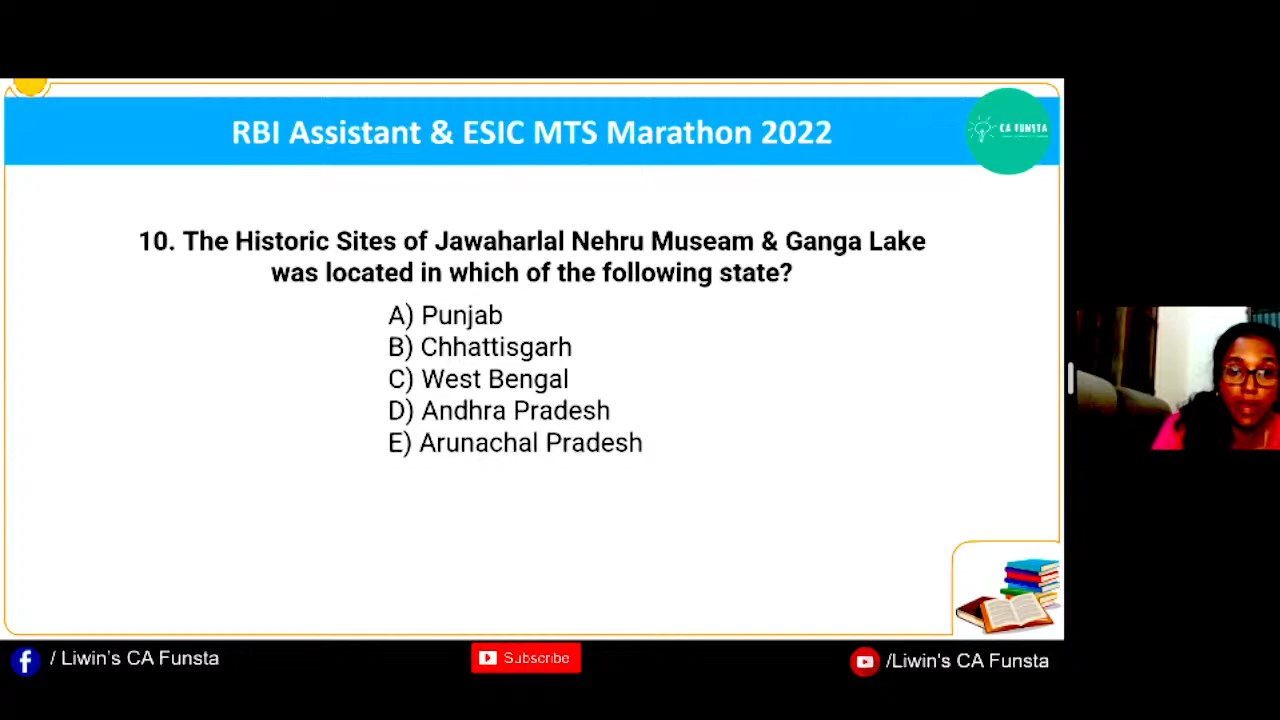 RBI Assistant & ESIC MTS Marathon 2022
CA FUNSTA
10. The Historic Sites of Jawaharlal Nehru Museam & Ganga Lake
was located in which of the following state?
A) Punjab
B) Chhattisgarh
C) West Bengal
D) Andhra Pradesh
E) Arunachal Pradesh
/ Liwin's CA Funsta
Subscribe
/Liwin's CA Funsta